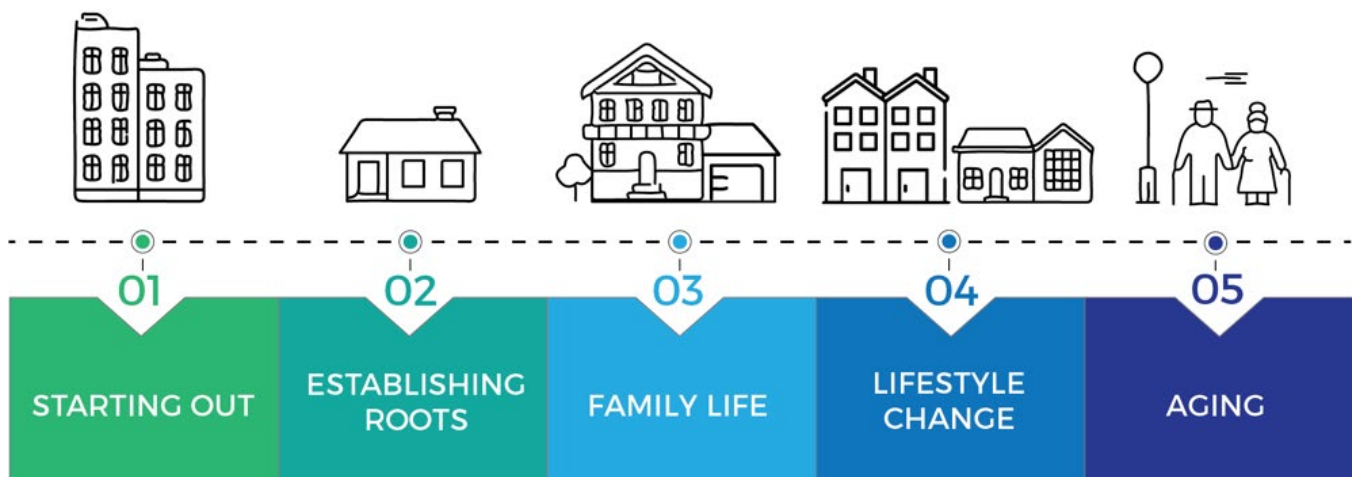 01
02
03
04
05
STARTING OUT
ESTABLISHING
ROOTS
FAMILY LIFE
LIFESTYLE
CHANGE
AGING